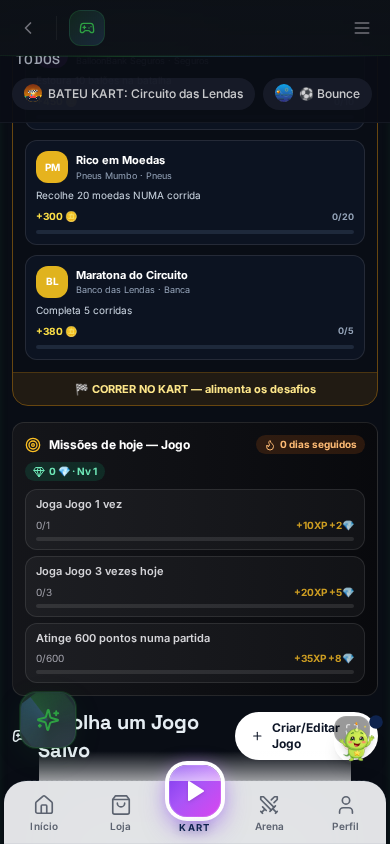 TODOS
BATEU KART: Circuito das Lendas
⚽ Bounce
PM
Rico em Moedas
Pneus Mumbo · Pneus
Recolhe 20 moedas NUMA corrida
+300 🪙
0/20
BL
Maratona do Circuito
Banco das Lendas · Banca
Completa 5 corridas
+380 🪙
0/5
🏁 CORRER NO KART — alimenta os desafios
Missões de hoje — Jogo
0 dias seguidos
0 💎 · Nv 1
Joga Jogo 1 vez
0/1
+10XP +2💎
Joga Jogo 3 vezes hoje
0/3
+20XP +5💎
Atinge 600 pontos numa partida
0/600
+35XP +8💎
olha um Jogo
Salvo
+ Criar/Editar
Jogo
Início
Loja
KART
Arena
Perfil